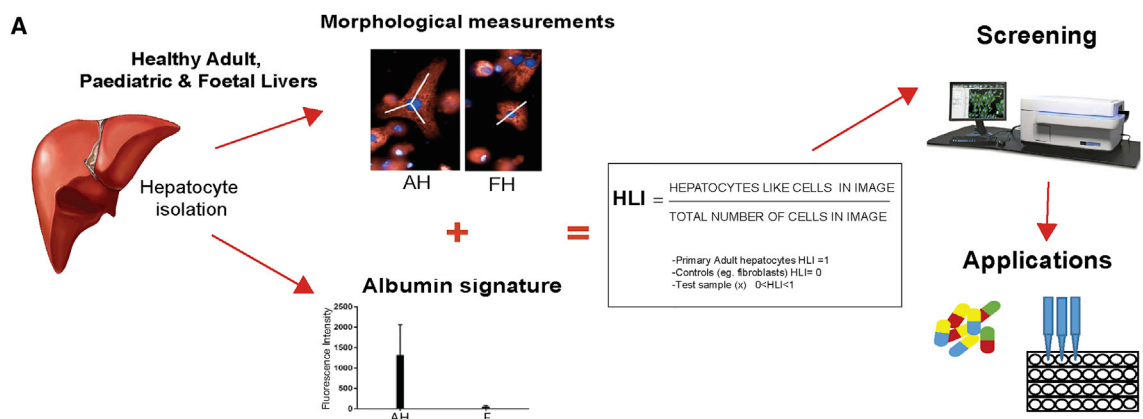 A
Healthy Adult,
Paediatric & Foetal Livers
Hepatocyte
isolation
Morphological measurements
AH
FH
+
Albumin signature
Fluorescence Intensity
2500
2000
1500
1000
500
0
AH
F
=
HLI =
HEPATOCYTES LIKE CELLS IN IMAGE
TOTAL NUMBER OF CELLS IN IMAGE
-Primary Adult hepatocytes HLI =1
-Controls (eg. fibroblasts) HLI= 0
-Test sample (x) 0<HLI<1
Screening
Applications